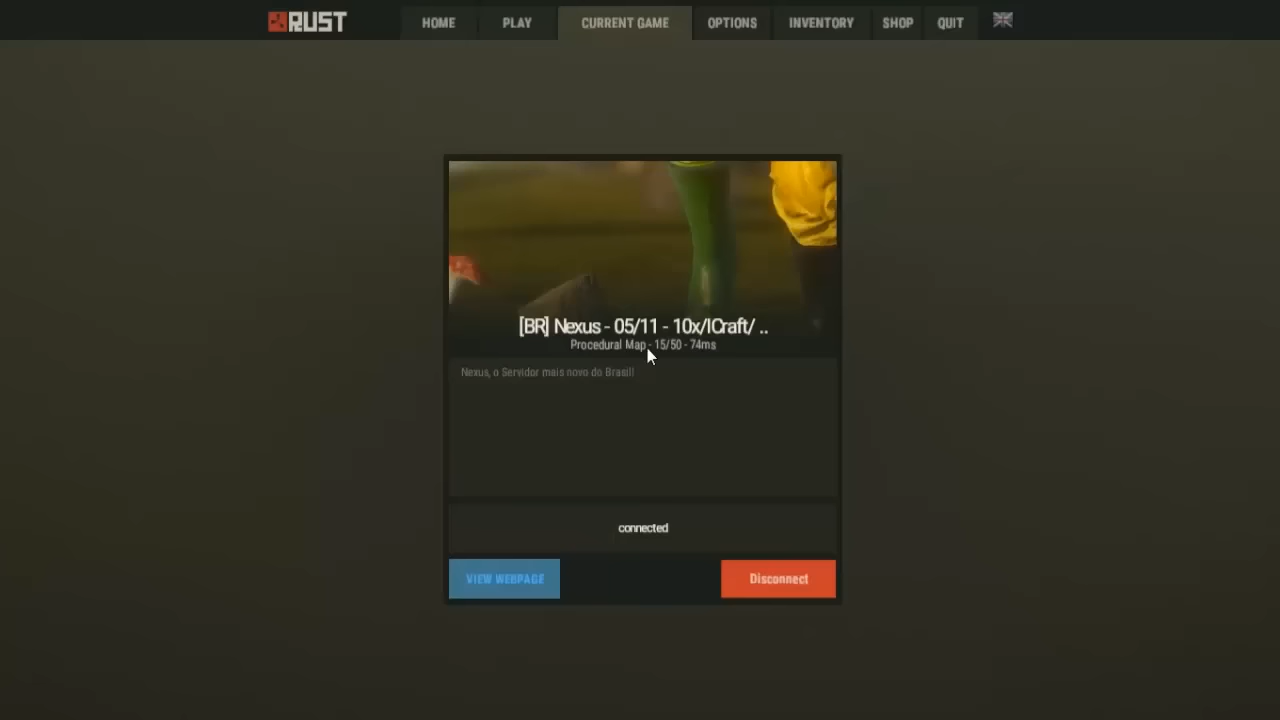 RUST
HOME PLAY CURRENT GAME OPTIONS INVENTORY SHOP QUIT
[BR] Nexus - 05/11 - 10x/ICraft/ ..
Procedural Map - 15/50 - 74ms
Nexus, o Servidor mais novo do Brasil!
connected
VIEW WEBPAGE Disconnect